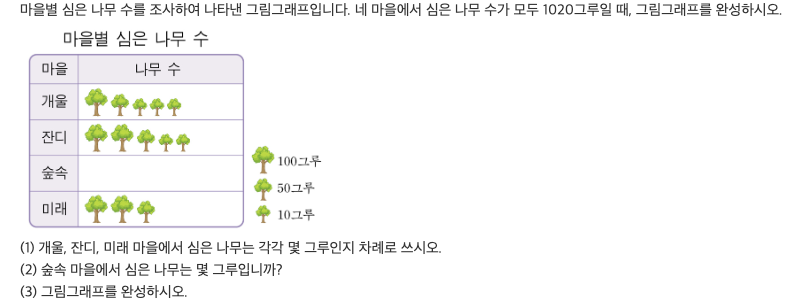 마을별 심은 나무 수를 조사하여 나타낸 그림그래프입니다. 네 마을에서 심은 나무 수가 모두 1020그루일 때, 그림그래프를 완성하시오.
마을별 심은 나무 수
마을 나무 수
개울
잔디
숲속
미래
100그루
50그루
10그루
(1) 개울, 잔디, 미래 마을에서 심은 나무는 각각 몇 그루인지 차례로 쓰시오.
(2) 숲속 마을에서 심은 나무는 몇 그루입니까?
(3) 그림그래프를 완성하시오.